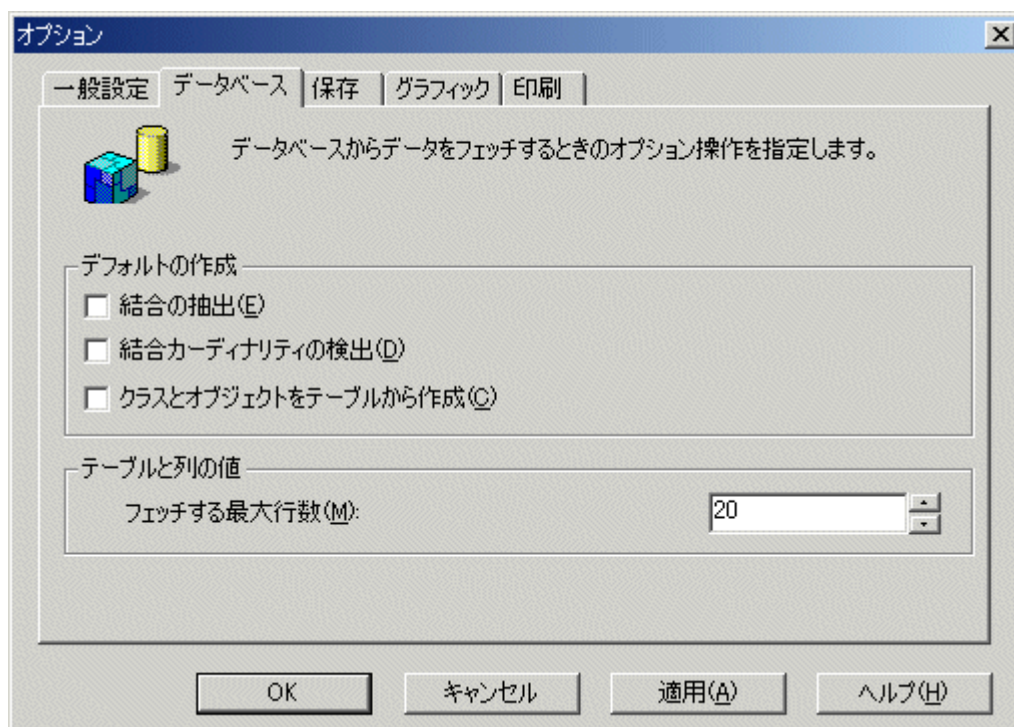 オプション
一般設定 データベース 保存 グラフィック 印刷
データベースからデータをフェッチするときのオプション操作を指定します。
デフォルトの作成
結合の抽出(E)
結合カーディナリティの検出(D)
クラスとオブジェクトをテーブルから作成(C)
テーブルと列の値
フェッチする最大行数(M): 20
OK キャンセル 適用(A) ヘルプ(H)